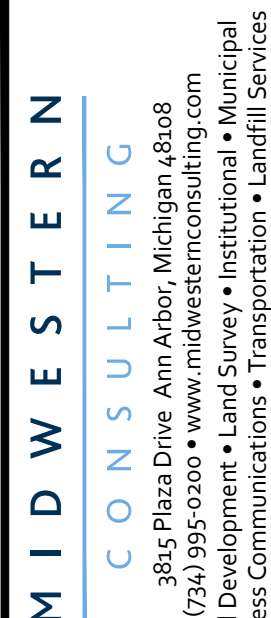 MIDWESTERN
CONSULTING
3815 Plaza Drive Ann Arbor, Michigan 48108
(734) 995-0200 • www.midwesternconsulting.com
Development • Land Survey • Institutional • Municipal
Communications • Transportation • Landfill Services